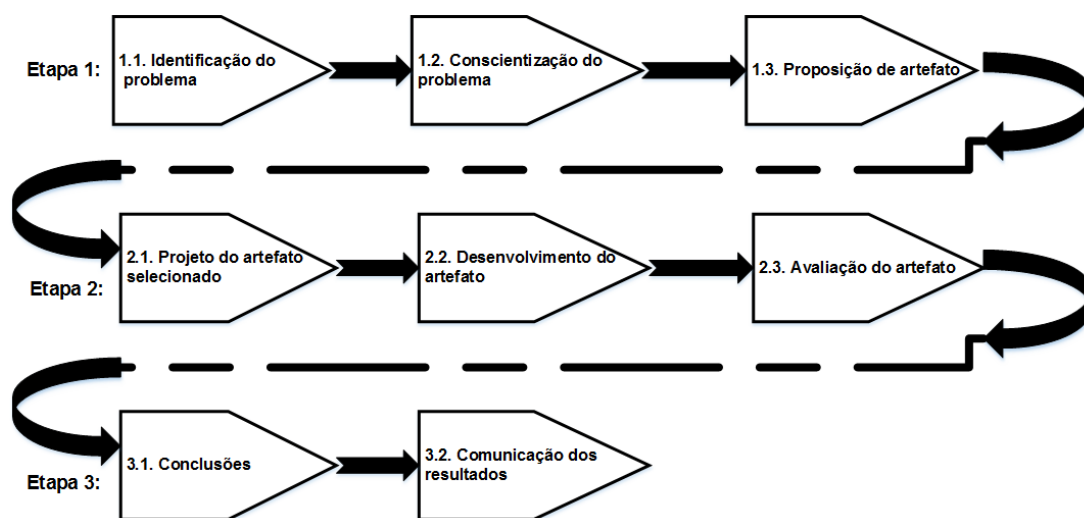 Etapa 1:
1.1. Identificação do
problema
1.2. Conscientização do
problema
1.3. Proposição de artefato
Etapa 2:
2.1. Projeto do artefato
selecionado
2.2. Desenvolvimento do
artefato
2.3. Avaliação do artefato
Etapa 3:
3.1. Conclusões
3.2. Comunicação dos
resultados